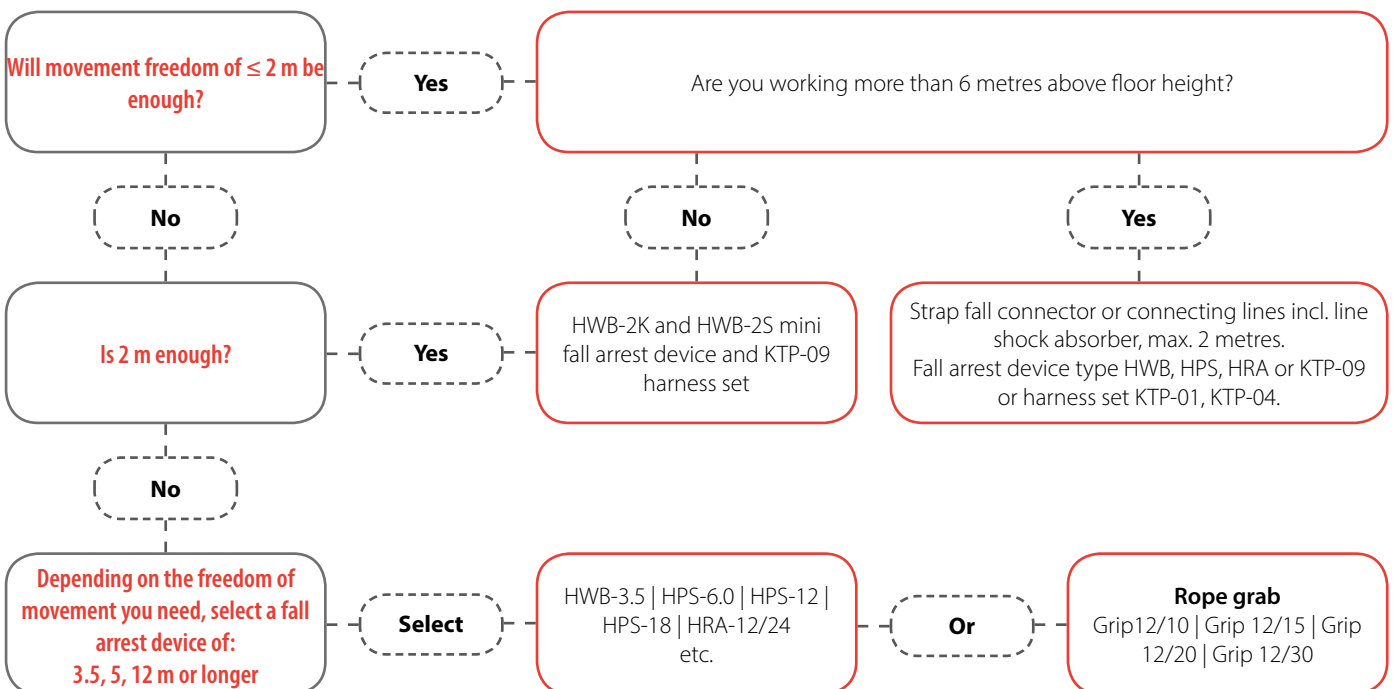 Will movement freedom of ≤ 2 m be
enough?
Yes
Are you working more than 6 metres above floor height?
No
No
Yes
Is 2 m enough?
Yes
HWB-2K and HWB-2S mini
fall arrest device and KTP-09
harness set
Strap fall connector or connecting lines incl. line
shock absorber, max. 2 metres.
Fall arrest device type HWB, HPS, HRA or KTP-09
or harness set KTP-01, KTP-04.
No
Depending on the freedom of
movement you need, select a fall
arrest device of:
3.5, 5, 12 m or longer
Select
HWB-3.5 | HPS-6.0 | HPS-12 |
HPS-18 | HRA-12/24
etc.
Or
Rope grab
Grip12/10 | Grip 12/15 | Grip
12/20 | Grip 12/30